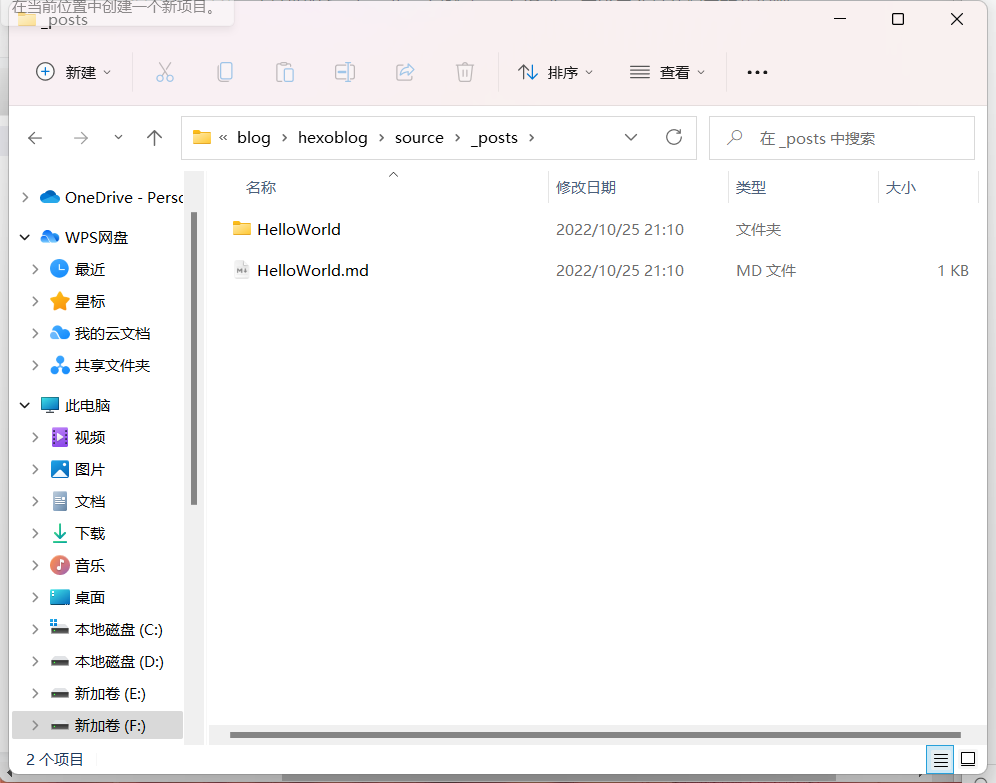 在当前位置中创建一个新项目。
_posts
新建
排序
查看
« blog › hexoblog › source › _posts ›
在 _posts 中搜索
名称 修改日期 类型 大小
HelloWorld 2022/10/25 21:10 文件夹
HelloWorld.md 2022/10/25 21:10 MD 文件 1 KB
OneDrive - Persc
WPS网盘
最近
星标
我的云文档
共享文件夹
此电脑
视频
图片
文档
下载
音乐
桌面
本地磁盘 (C:)
本地磁盘 (D:)
新加卷 (E:)
新加卷 (F:)
2 个项目